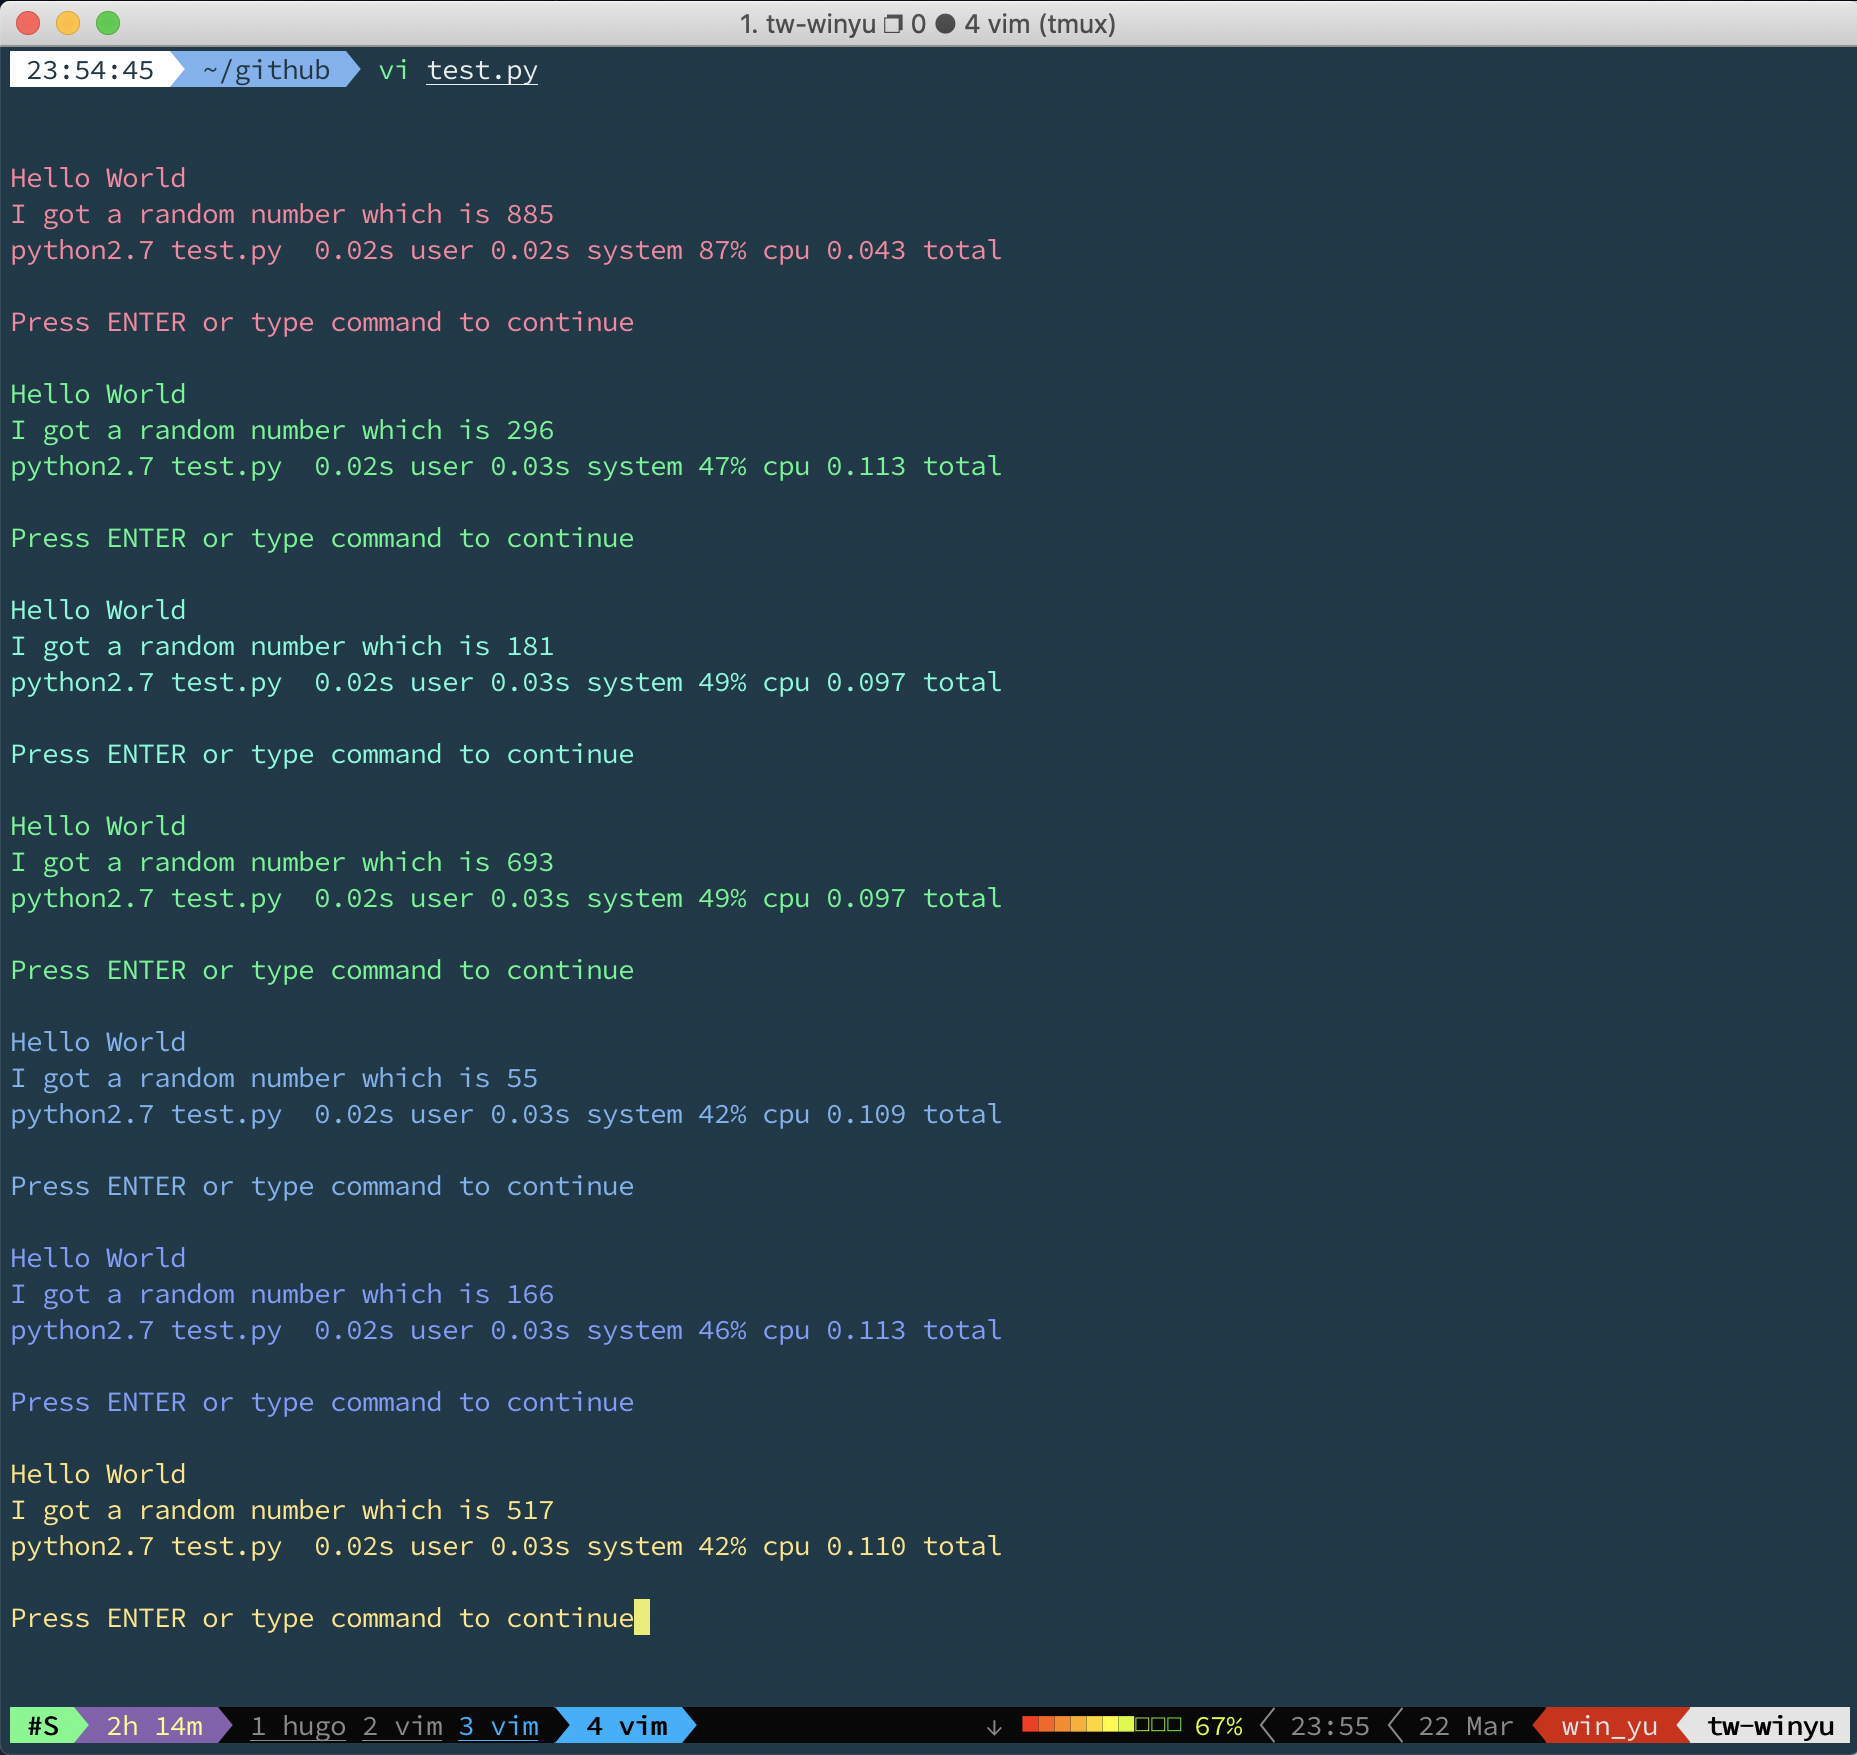 1. tw-winyu ❐ 0 ● 4 vim (tmux)
23:54:45 ~/github vi test.py
Hello World
I got a random number which is 885
python2.7 test.py  0.02s user 0.02s system 87% cpu 0.043 total
Press ENTER or type command to continue
Hello World
I got a random number which is 296
python2.7 test.py  0.02s user 0.03s system 47% cpu 0.113 total
Press ENTER or type command to continue
Hello World
I got a random number which is 181
python2.7 test.py  0.02s user 0.03s system 49% cpu 0.097 total
Press ENTER or type command to continue
Hello World
I got a random number which is 693
python2.7 test.py  0.02s user 0.03s system 49% cpu 0.097 total
Press ENTER or type command to continue
Hello World
I got a random number which is 55
python2.7 test.py  0.02s user 0.03s system 42% cpu 0.109 total
Press ENTER or type command to continue
Hello World
I got a random number which is 166
python2.7 test.py  0.02s user 0.03s system 46% cpu 0.113 total
Press ENTER or type command to continue
Hello World
I got a random number which is 517
python2.7 test.py  0.02s user 0.03s system 42% cpu 0.110 total
Press ENTER or type command to continue
#S 2h 14m 1 hugo 2 vim 3 vim 4 vim ↓ 67% 23:55 22 Mar win_yu tw-winyu